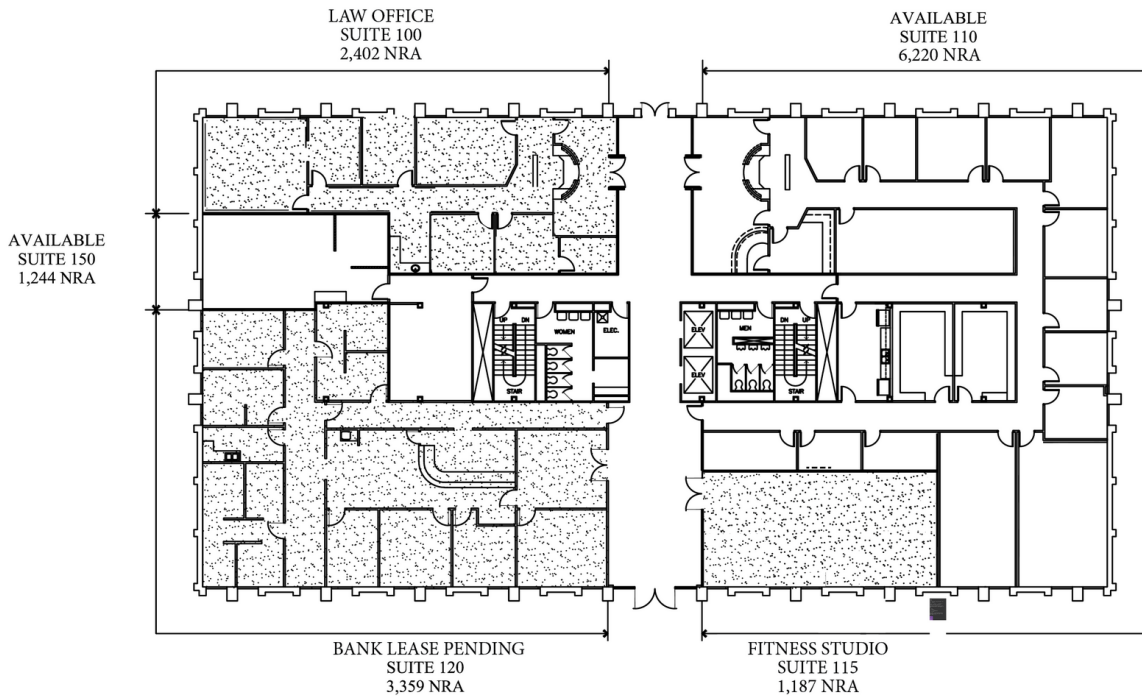 LAW OFFICE
SUITE 100
2,402 NRA
AVAILABLE
SUITE 110
6,220 NRA
AVAILABLE
SUITE 150
1,244 NRA
UP DN
STAIR
WOMEN
ELEC.
ELEV
ELEV
MEN
DN UP
STAIR
BANK LEASE PENDING
SUITE 120
3,359 NRA
FITNESS STUDIO
SUITE 115
1,187 NRA